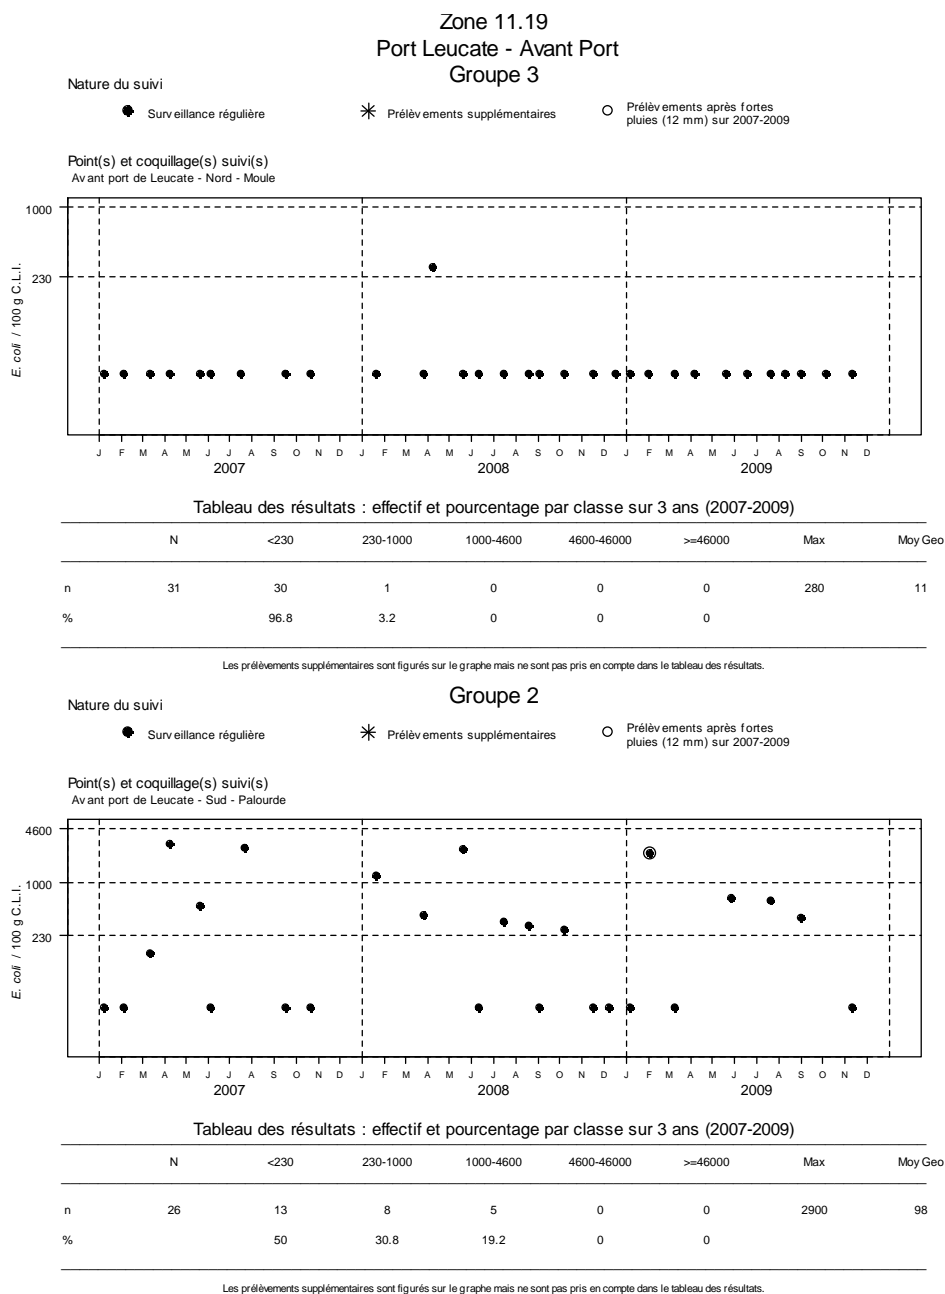 Zone 11.19
Port Leucate - Avant Port
Groupe 3
Nature du suivi
Surveillance régulière
Prélèvements supplémentaires
Prélèvements après fortes
pluies (12 mm) sur 2007-2009
Point(s) et coquillage(s) suivi(s)
Avant port de Leucate - Nord - Moule
1000
230
E. coli / 100 g C.L.I.
J F M A M J J A S O N D J F M A M J J A S O N D J F M A M J J A S O N D
2007 2008 2009
Tableau des résultats : effectif et pourcentage par classe sur 3 ans (2007-2009)
N <230 230-1000 1000-4600 4600-46000 >=46000 Max Moy Geo
n 31 30 1 0 0 0 280 11
% 96.8 3.2 0 0 0
Les prélèvements supplémentaires sont figurés sur le graphe mais ne sont pas pris en compte dans le tableau des résultats.
Groupe 2
Nature du suivi
Surveillance régulière
Prélèvements supplémentaires
Prélèvements après fortes
pluies (12 mm) sur 2007-2009
Point(s) et coquillage(s) suivi(s)
Avant port de Leucate - Sud - Palourde
4600
1000
230
E. coli / 100 g C.L.I.
J F M A M J J A S O N D J F M A M J J A S O N D J F M A M J J A S O N D
2007 2008 2009
Tableau des résultats : effectif et pourcentage par classe sur 3 ans (2007-2009)
N <230 230-1000 1000-4600 4600-46000 >=46000 Max Moy Geo
n 26 13 8 5 0 0 2900 98
% 50 30.8 19.2 0 0
Les prélèvements supplémentaires sont figurés sur le graphe mais ne sont pas pris en compte dans le tableau des résultats.